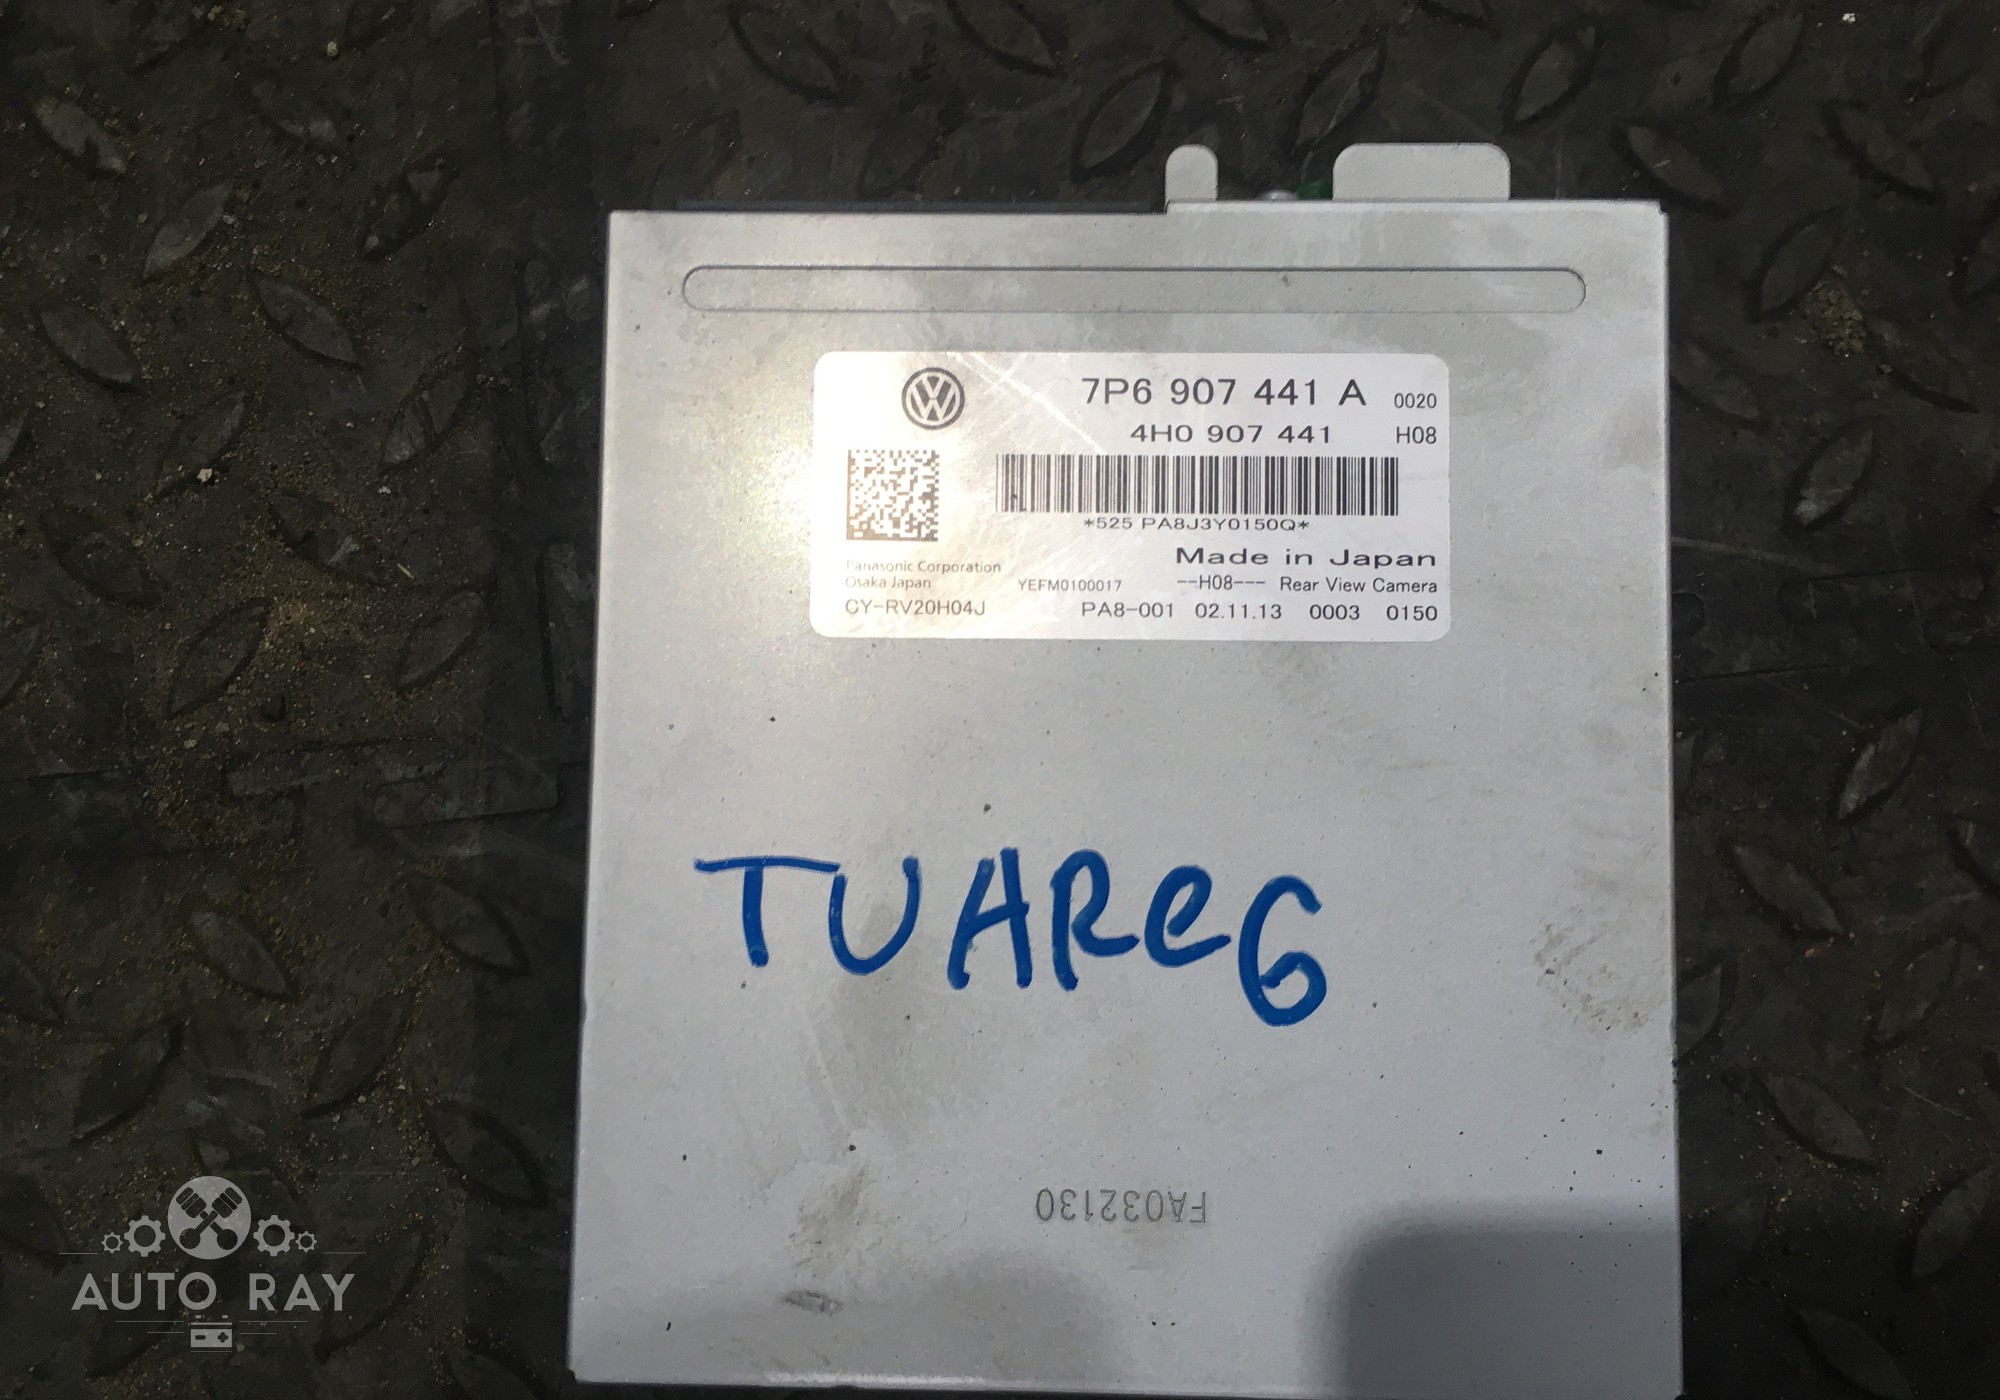 7P6 907 441 A 0020
4H0 907 441 H08
*525 PA8J3Y0150Q*
Made in Japan
Panasonic Corporation
Osaka Japan YEFM0100017 --H08--- Rear View Camera
CY-RV20H04J PA8-001 02.11.13 0003 0150
TUAReG
FA032130
AUTO RAY